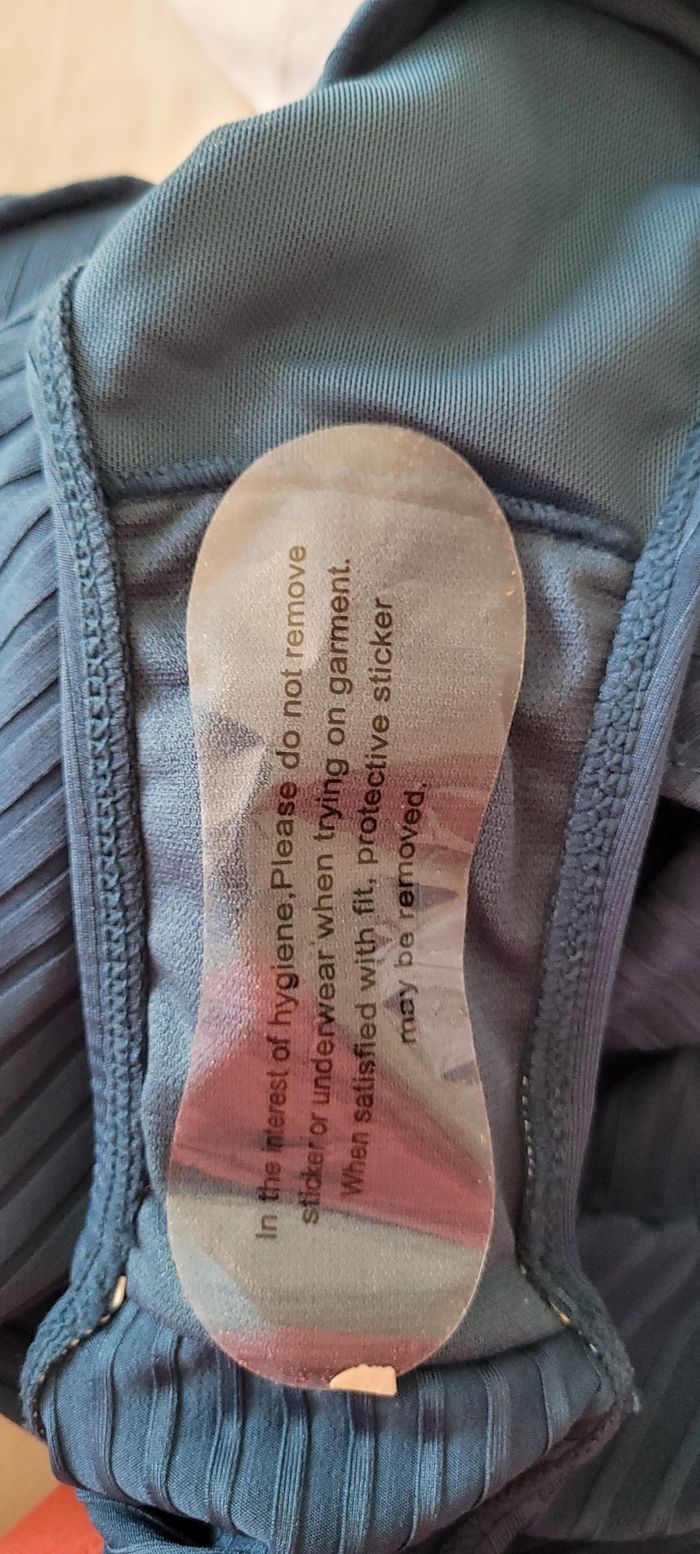 In the interest of hygiene,Please do not remove
sticker or underwear when trying on garment.
When satisfied with fit, protective sticker
may be removed.